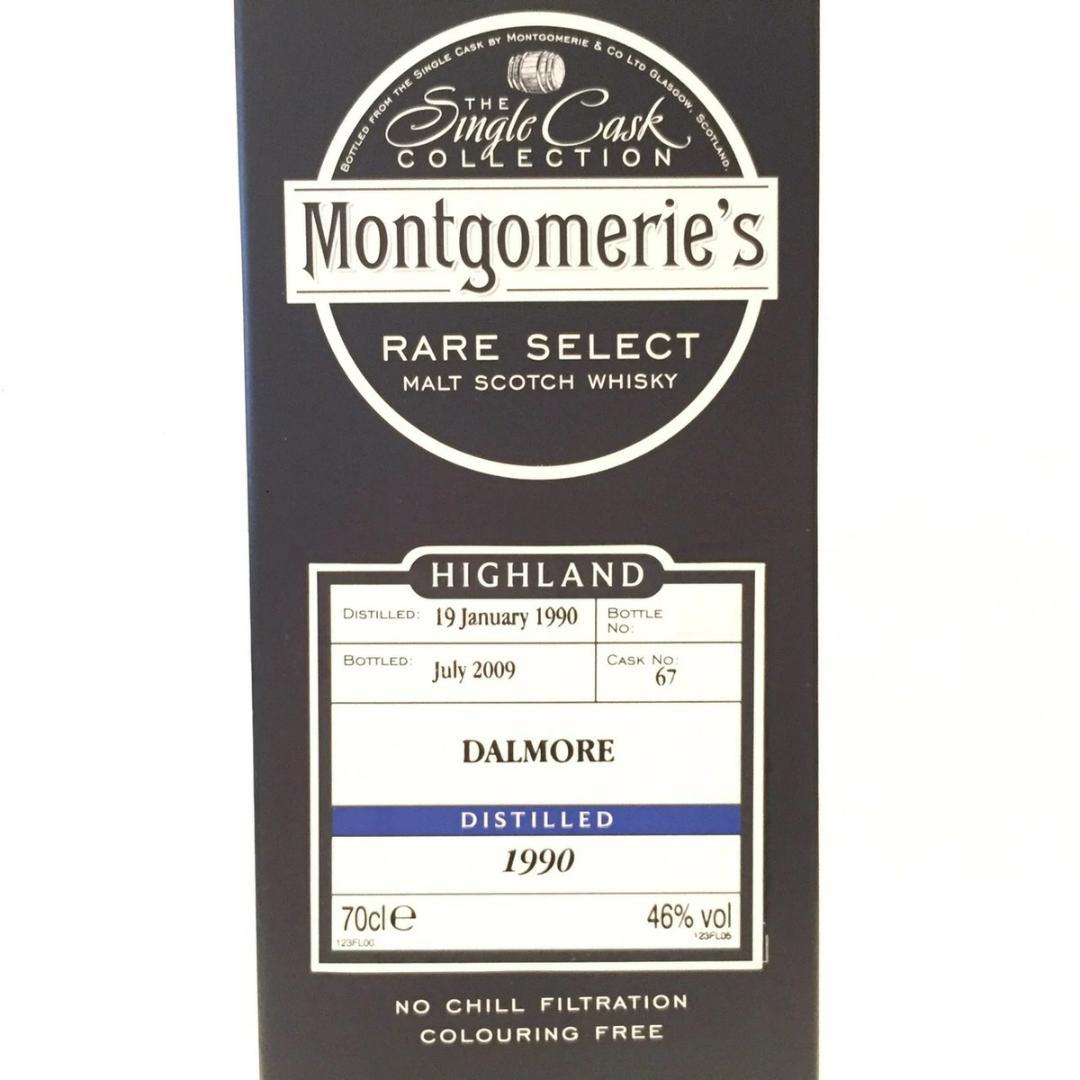 BOTTLED FROM THE SINGLE CASK BY MONTGOMERIE & CO LTD GLASGOW, SCOTLAND.
THE
Single Cask
COLLECTION
Montgomerie's
RARE SELECT
MALT SCOTCH WHISKY
HIGHLAND
DISTILLED: 19 January 1990
BOTTLE NO:
BOTTLED: July 2009
CASK NO: 67
DALMORE
DISTILLED
1990
70cl e 46% vol
123FL00 123FL06
NO CHILL FILTRATION
COLOURING FREE